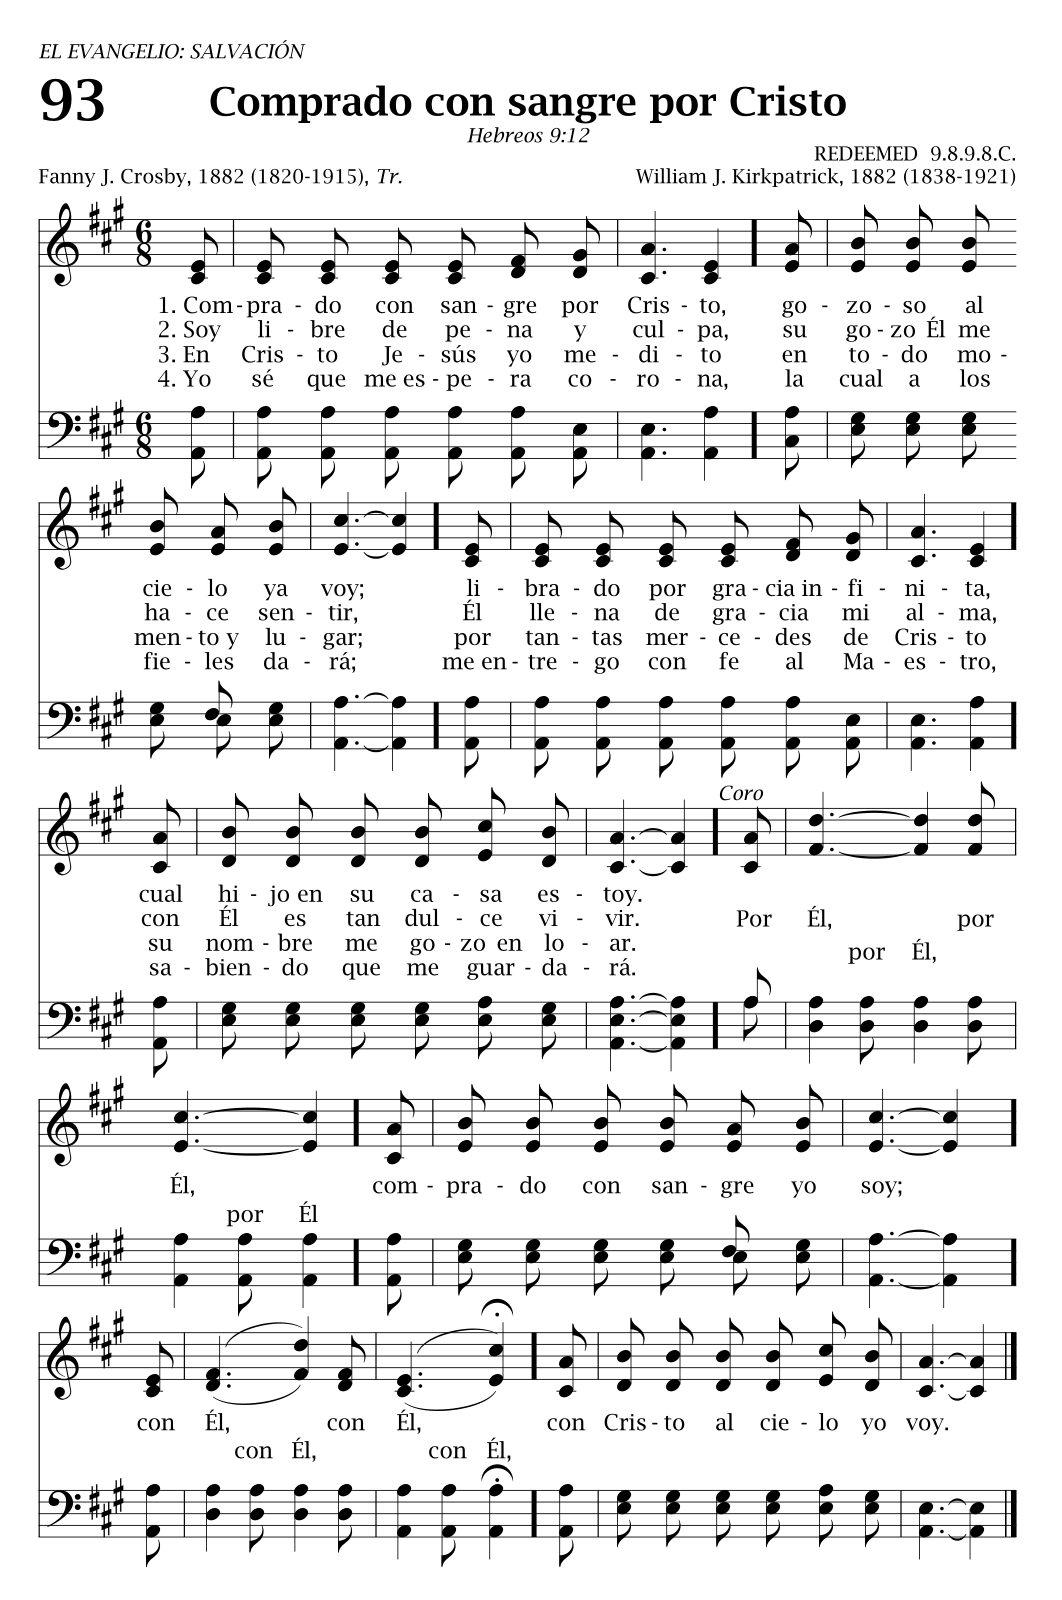 EL EVANGELIO: SALVACIÓN
93 Comprado con sangre por Cristo
Hebreos 9:12
REDEEMED 9.8.9.8.C.
Fanny J. Crosby, 1882 (1820-1915), Tr. William J. Kirkpatrick, 1882 (1838-1921)
6 8
1. Com - pra - do con san - gre por Cris - to, go - zo - so al
2. Soy li - bre de pe - na y cul - pa, su go - zo Él me
3. En Cris - to Je - sús yo me - di - to en to - do mo -
4. Yo sé que me es - pe - ra co - ro - na, la cual a los
6 8
cie - lo ya voy; li - bra - do por gra - cia in - fi - ni - ta,
ha - ce sen - tir, Él lle - na de gra - cia mi al - ma,
men - to y lu - gar; por tan - tas mer - ce - des de Cris - to
fie - les da - rá; me en - tre - go con fe al Ma - es - tro,
Coro
cual hi - jo en su ca - sa es - toy.
con Él es tan dul - ce vi - vir. Por Él, por
su nom - bre me go - zo en lo - ar.
por Él,
sa - bien - do que me guar - da - rá.
Él, com - pra - do con san - gre yo soy;
por Él
con Él, con Él, con Cris - to al cie - lo yo voy.
con Él, con Él,